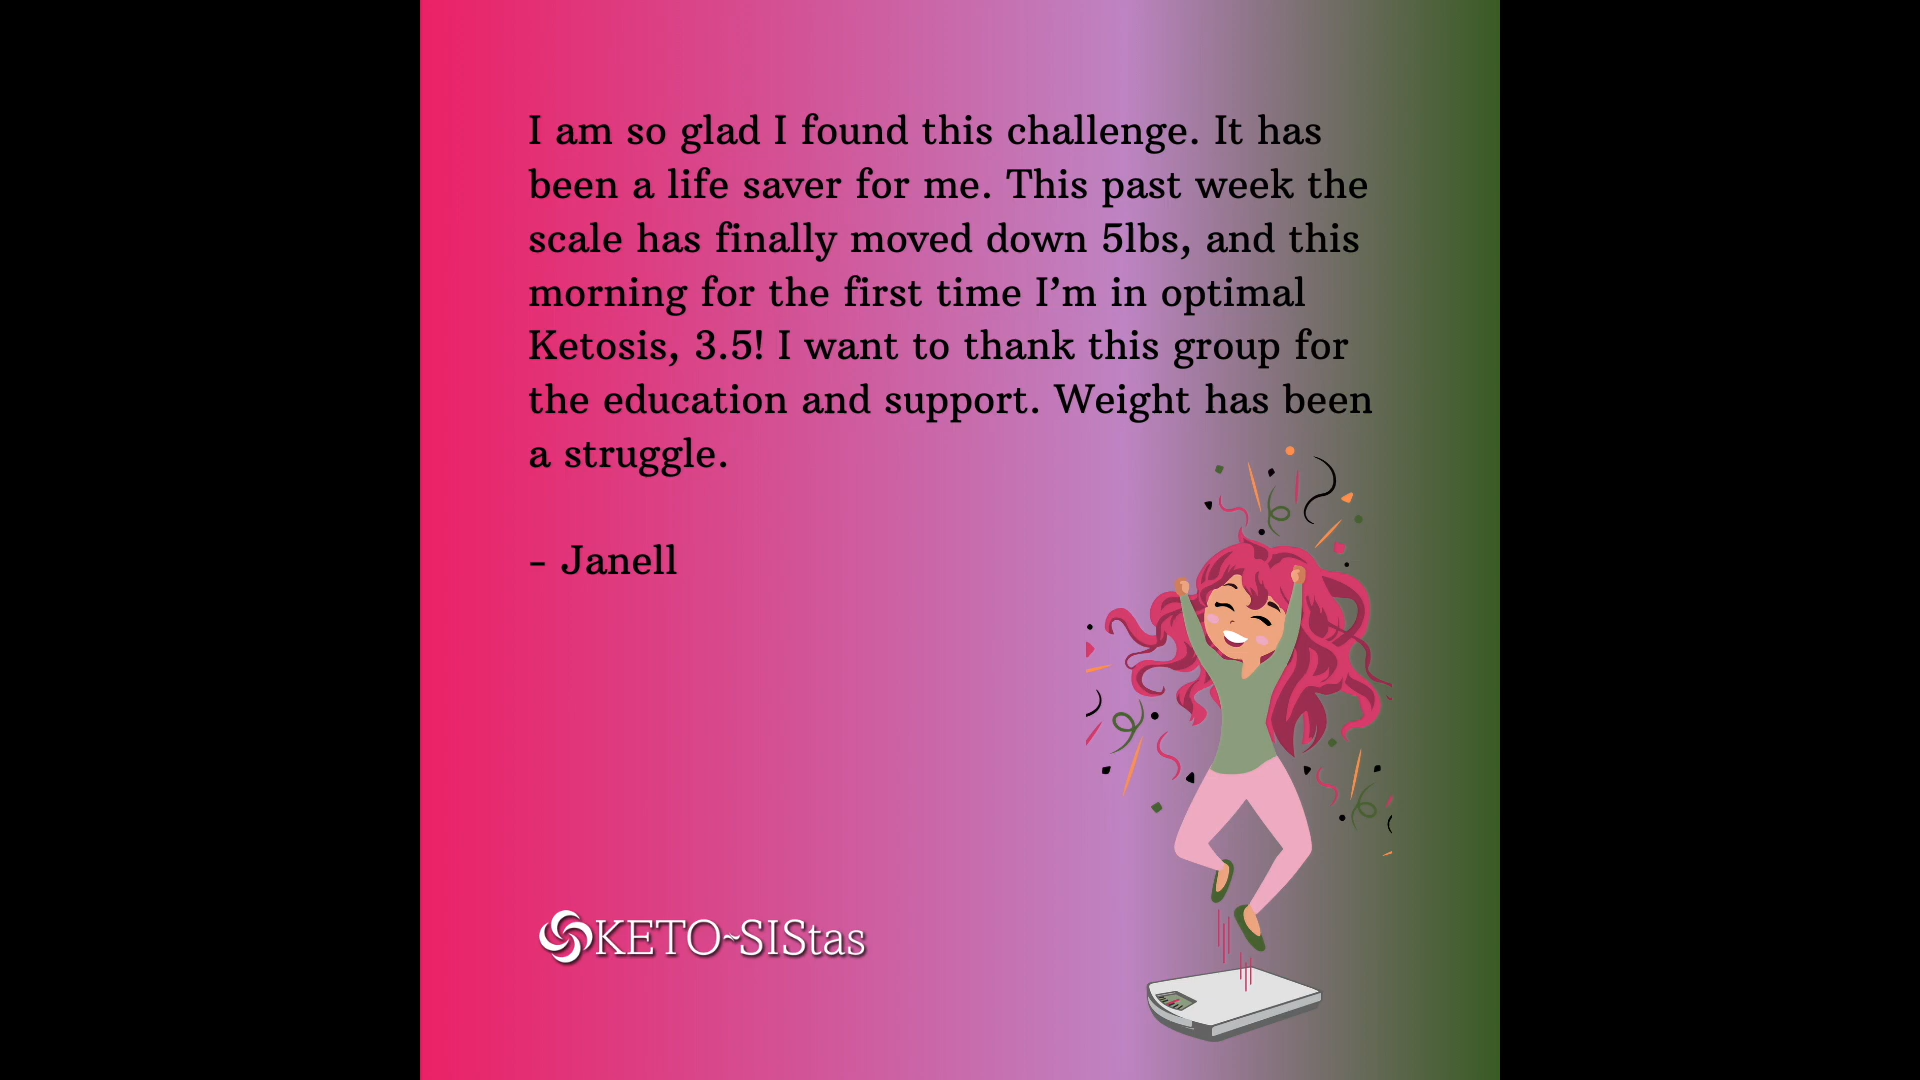 I am so glad I found this challenge. It has
been a life saver for me. This past week the
scale has finally moved down 5lbs, and this
morning for the first time I’m in optimal
Ketosis, 3.5! I want to thank this group for
the education and support. Weight has been
a struggle.
– Janell
KETO~SIStas